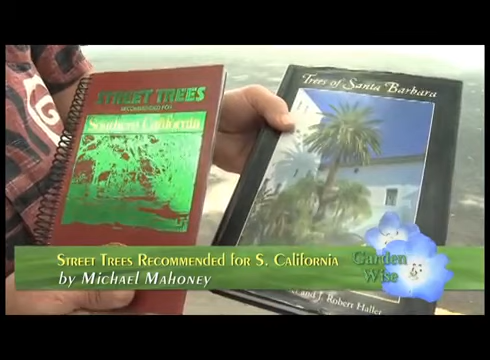 STREET TREES
RECOMMENDED FOR
Southern California
Trees of Santa Barbara
and J. Robert Haller
STREET TREES RECOMMENDED FOR S. CALIFORNIA
by MICHAEL MAHONEY
GARDEN
WISE